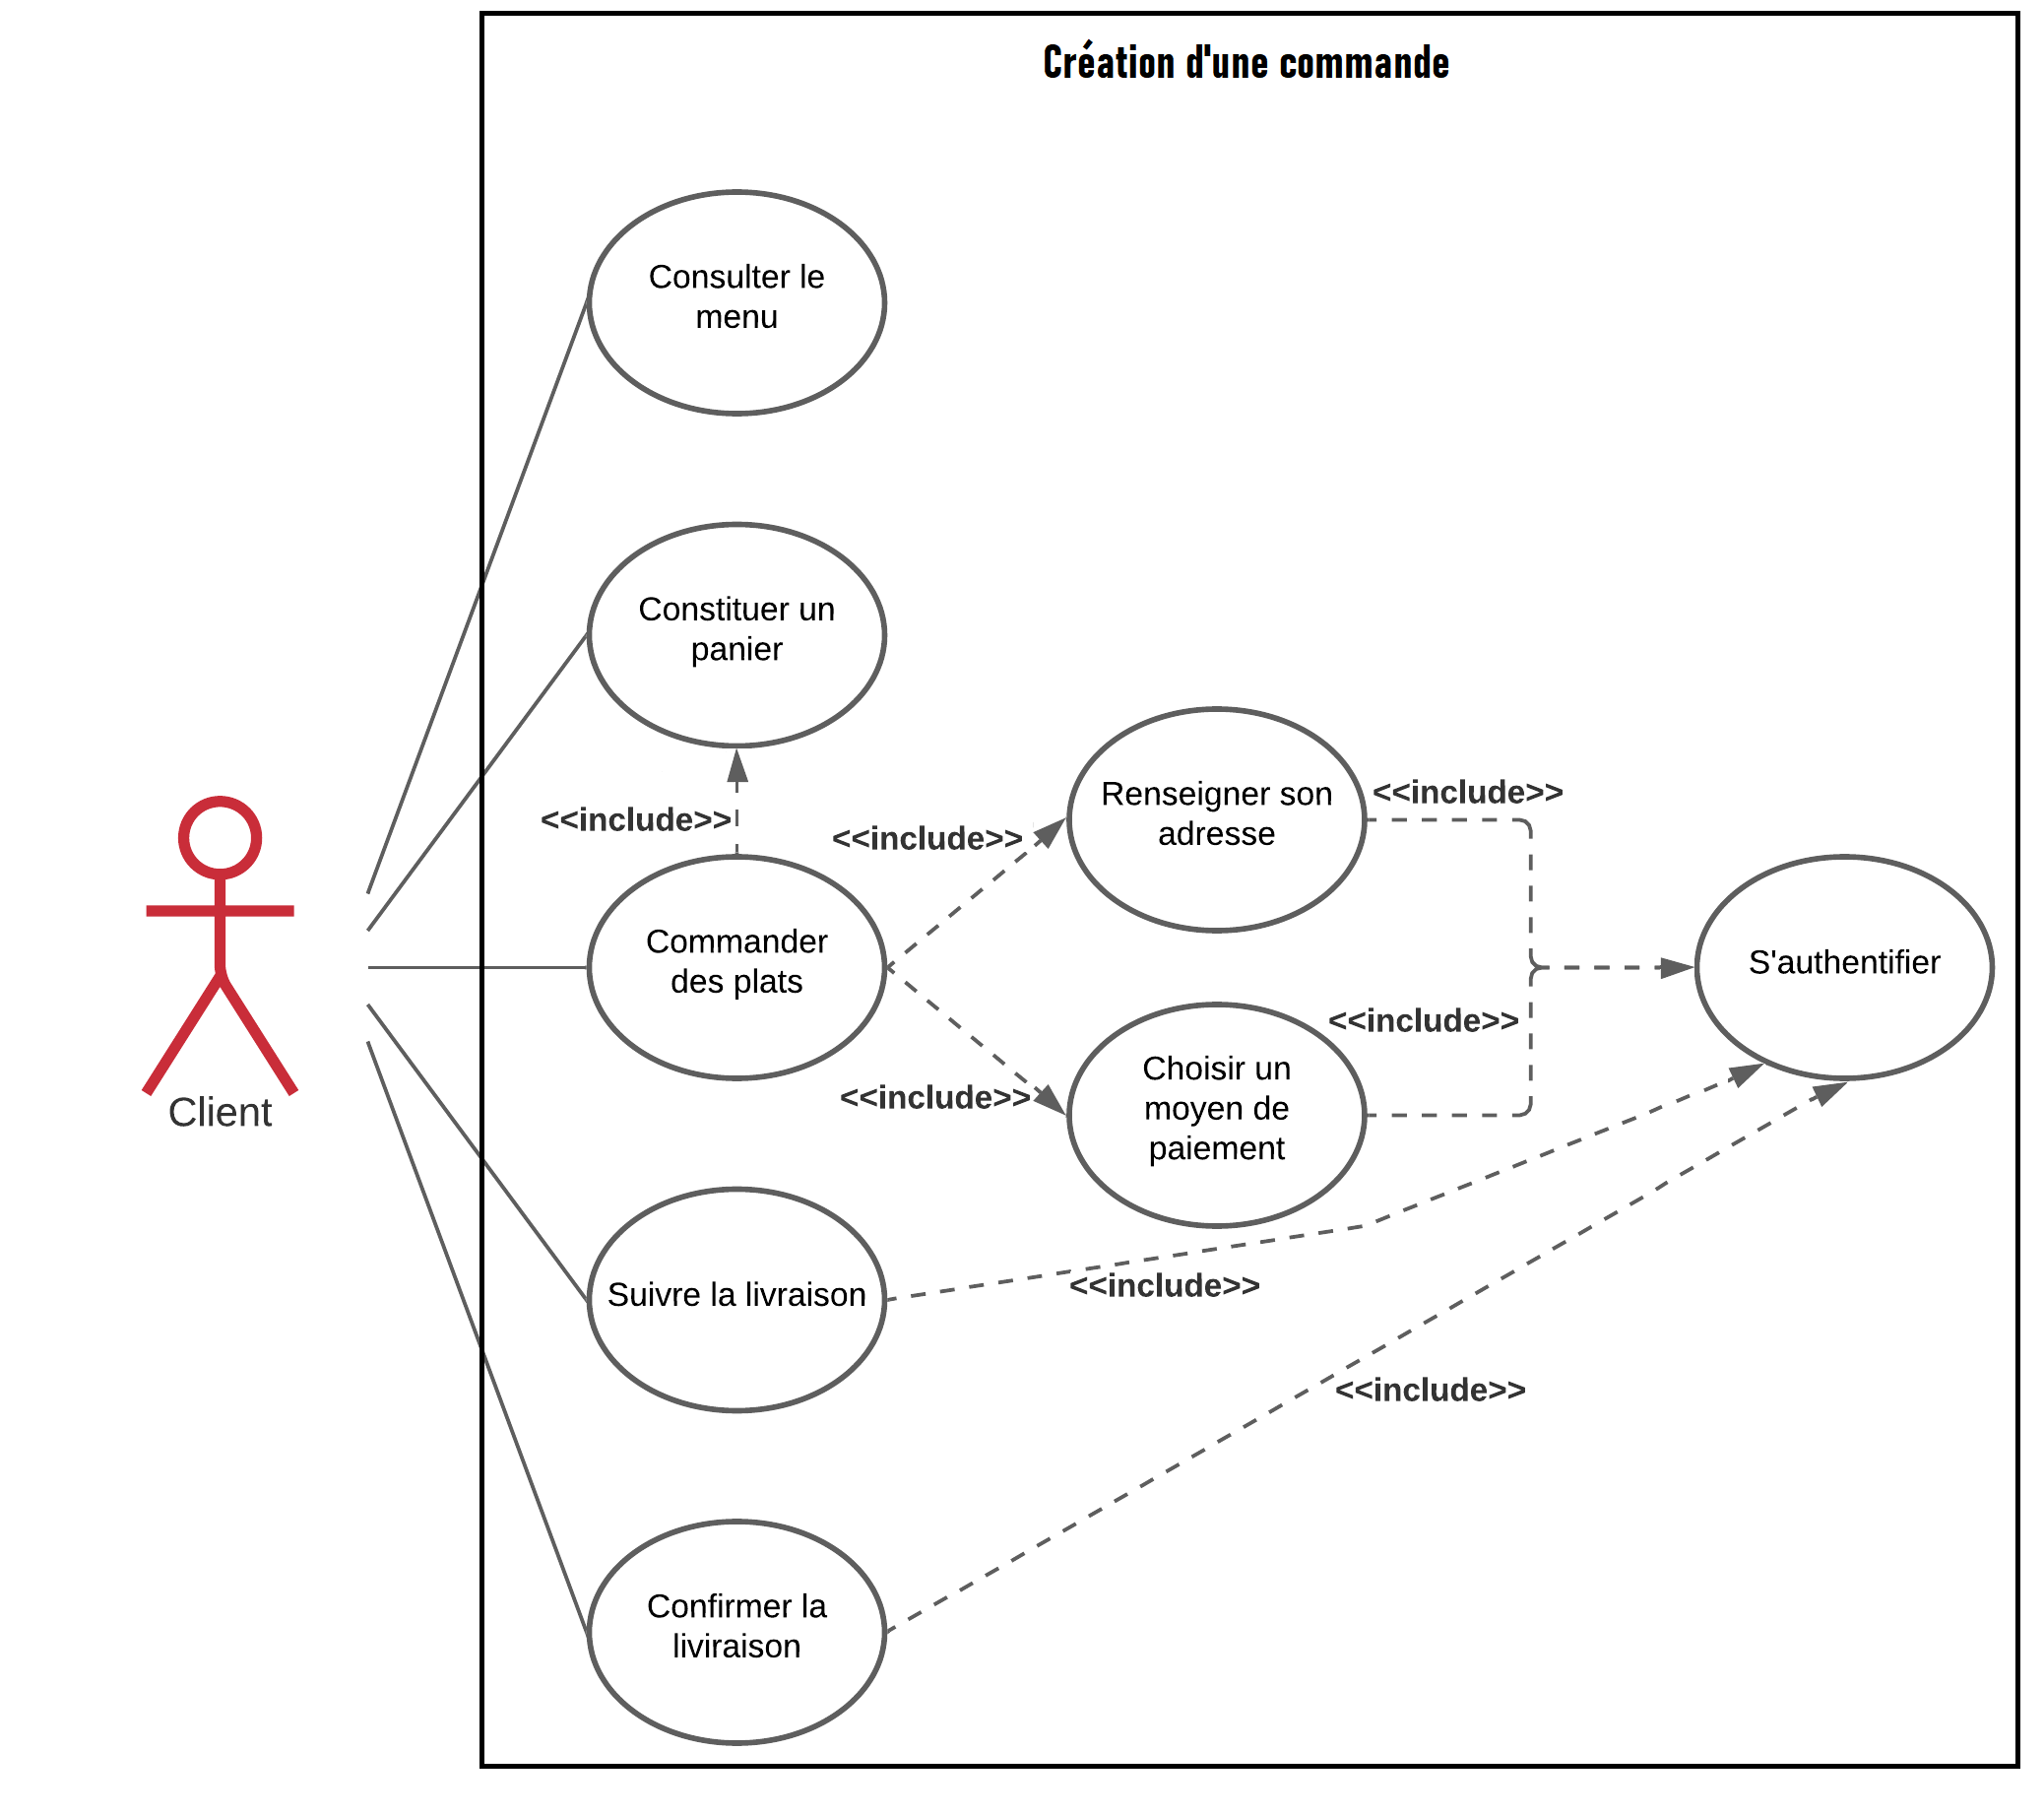 Création d'une commande
Consulter le
menu
Constituer un
panier
<<include>>
<<include>>
Renseigner son
adresse
<<include>>
Commander
des plats
S'authentifier
<<include>>
Choisir un
moyen de
paiement
<<include>>
Client
Suivre la livraison
<<include>>
<<include>>
Confirmer la
liviraison